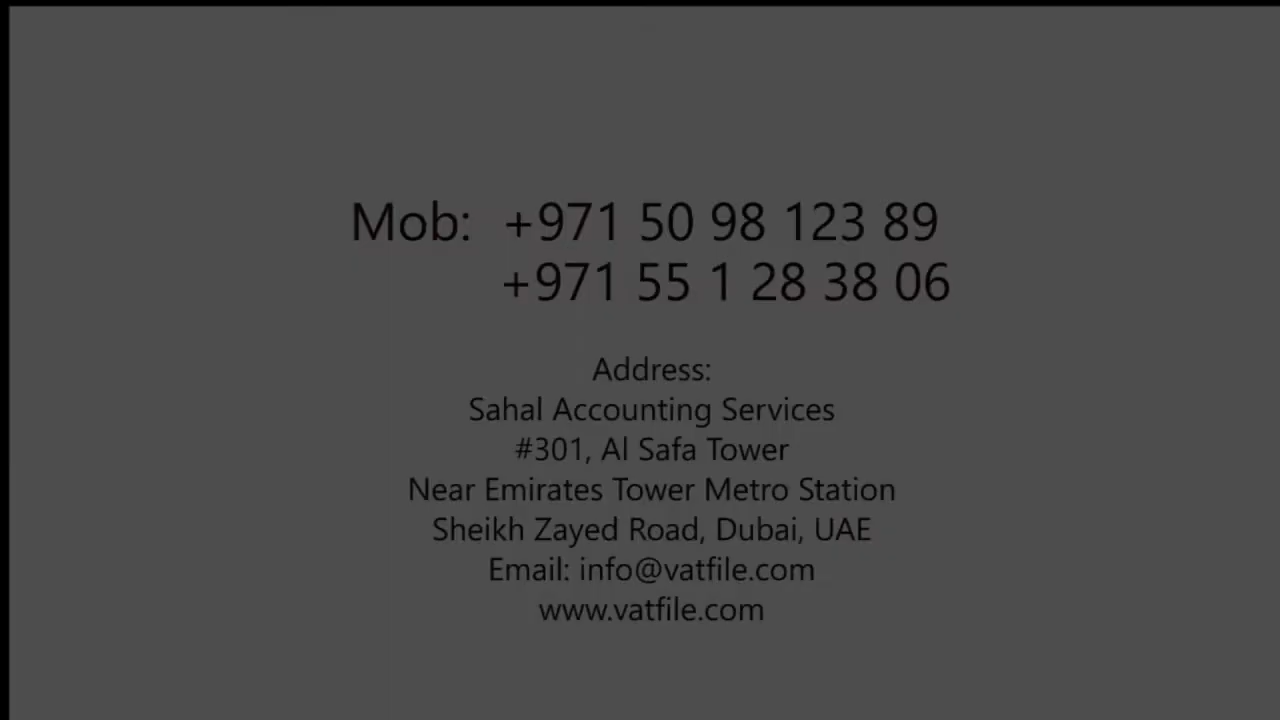 Mob: +971 50 98 123 89
+971 55 1 28 38 06
Address:
Sahal Accounting Services
#301, Al Safa Tower
Near Emirates Tower Metro Station
Sheikh Zayed Road, Dubai, UAE
Email: info@vatfile.com
www.vatfile.com